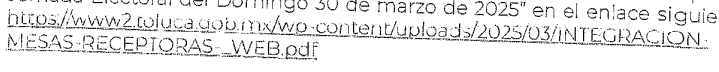 Jornada Electoral del Domingo 30 de marzo de 2025" en el enlace siguie
https://www2.toluca.gob.mx/wp-content/uploads/2025/03/INTEGRACION-
MESAS-RECEPTORAS-_WEB.pdf